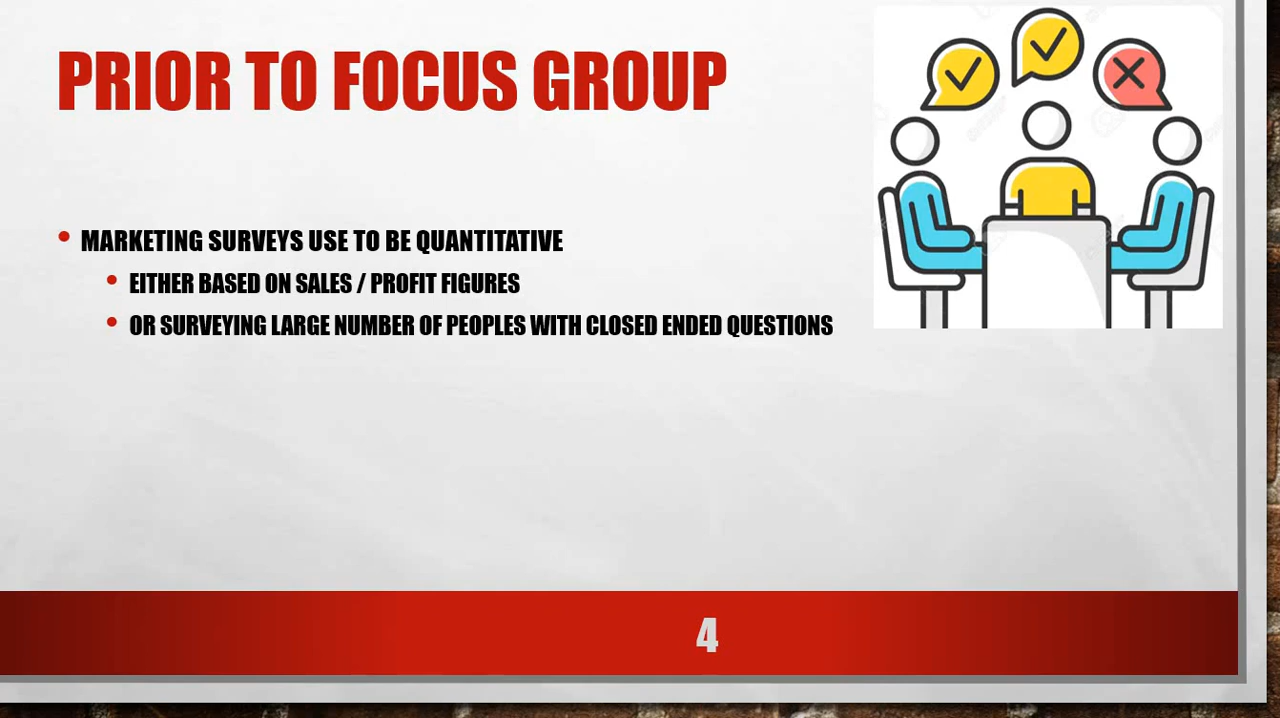 PRIOR TO FOCUS GROUP
• MARKETING SURVEYS USE TO BE QUANTITATIVE
• EITHER BASED ON SALES / PROFIT FIGURES
• OR SURVEYING LARGE NUMBER OF PEOPLES WITH CLOSED ENDED QUESTIONS
4